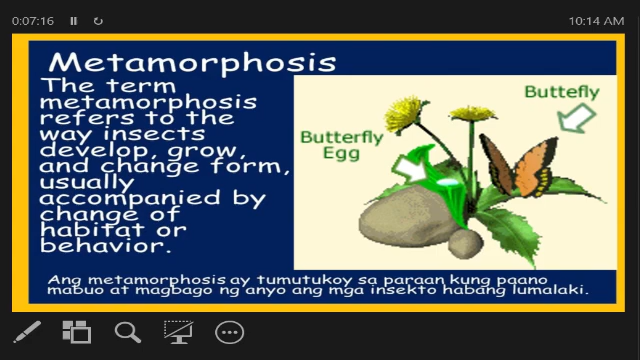 0:07:16
10:14 AM
Metamorphosis
The term
metamorphosis
refers to the
way insects
develop, grow,
and change form,
usually
accompanied by
change of
habitat or
behavior.
Buttefly
Butterfly
Egg
Ang metamorphosis ay tumutukoy sa paraan kung paano
mabuo at magbago ng anyo ang mga insekto habang lumalaki.